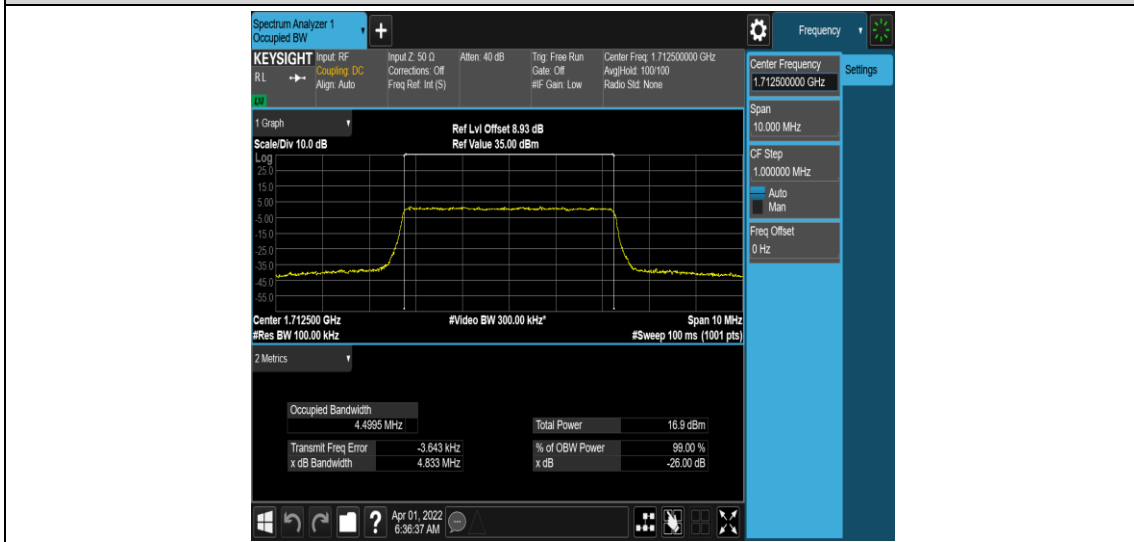 Spectrum Analyzer 1
Occupied BW
+
Frequency
KEYSIGHT
RL
Input: RF
Coupling: DC
Align: Auto
Input Z: 50 Ω
Corrections: Off
Freq Ref: Int (S)
Atten: 40 dB
Trig: Free Run
Gate: Off
#IF Gain: Low
Center Freq: 1.712500000 GHz
Avg|Hold: 100/100
Radio Std: None
Center Frequency
1.712500000 GHz
Settings
Span
10.000 MHz
CF Step
1.000000 MHz
Auto
Man
Freq Offset
0 Hz
1 Graph
Scale/Div 10.0 dB
Ref Lvl Offset 8.93 dB
Ref Value 35.00 dBm
Log
25.0
15.0
5.00
-5.00
-15.0
-25.0
-35.0
-45.0
-55.0
Center 1.712500 GHz
#Video BW 300.00 kHz*
Span 10 MHz
#Res BW 100.00 kHz
#Sweep 100 ms (1001 pts)
2 Metrics
Occupied Bandwidth
4.4995 MHz
Total Power 16.9 dBm
Transmit Freq Error -3.643 kHz
% of OBW Power 99.00 %
x dB Bandwidth 4.833 MHz
x dB -26.00 dB
?
Apr 01, 2022
6:36:37 AM